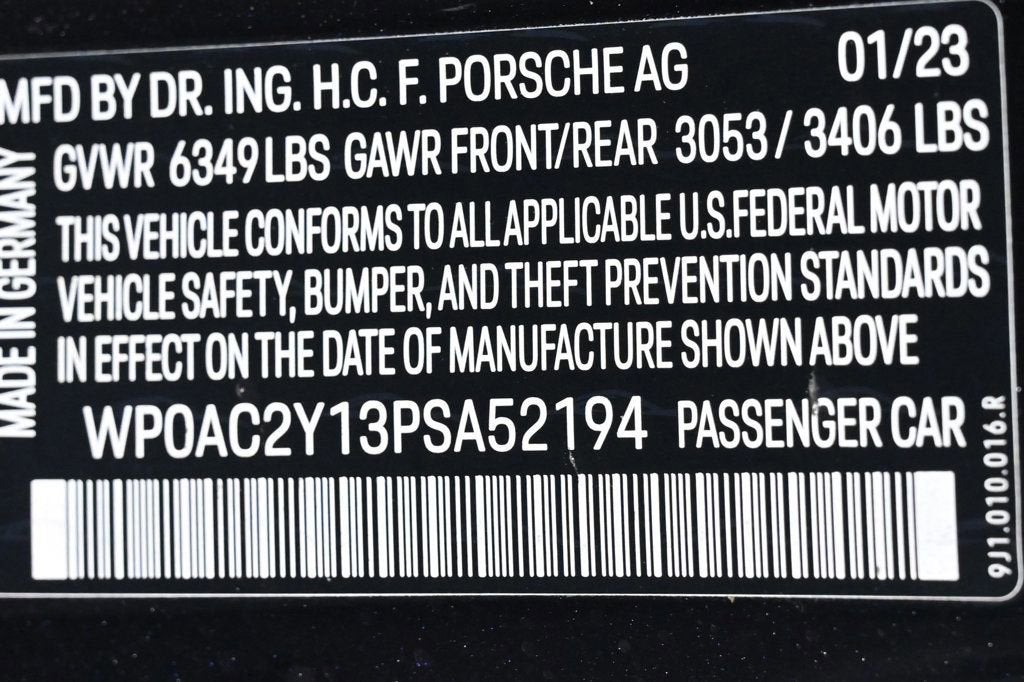 MFD BY DR. ING. H.C. F. PORSCHE AG 01/23
GVWR 6349 LBS GAWR FRONT/REAR 3053 / 3406 LBS
THIS VEHICLE CONFORMS TO ALL APPLICABLE U.S.FEDERAL MOTOR
VEHICLE SAFETY, BUMPER, AND THEFT PREVENTION STANDARDS
IN EFFECT ON THE DATE OF MANUFACTURE SHOWN ABOVE
WP0AC2Y13PSA52194 PASSENGER CAR
MADE IN GERMANY
9J1.010.016.R